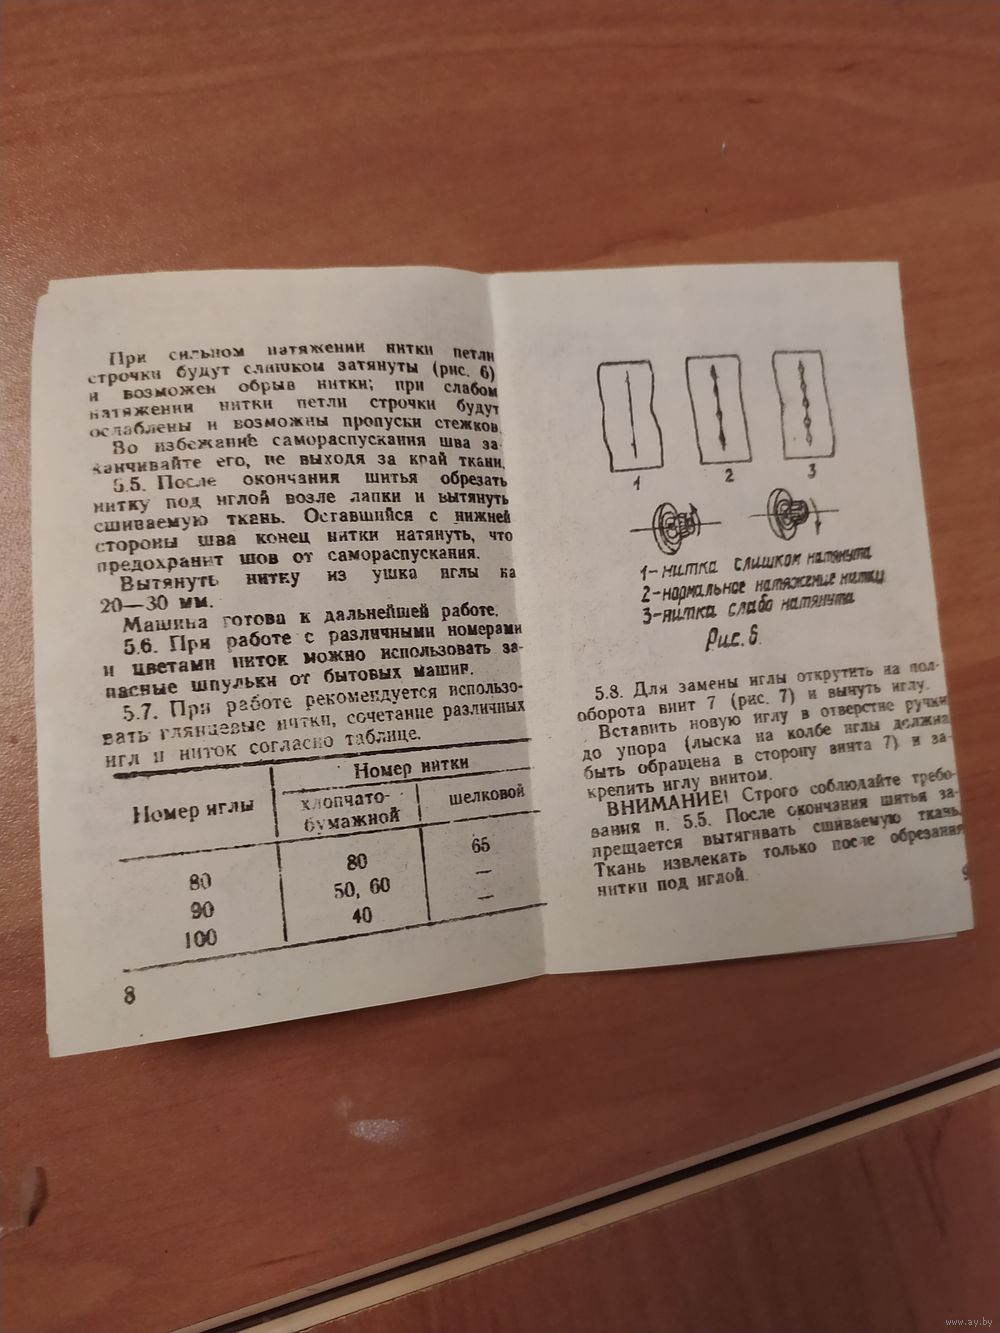 При сильном натяжении нитки петли
строчки будут слишком затянуты (рис. 6)
и возможен обрыв нитки; при слабом
натяжении нитки петли строчки будут
ослаблены и возможны пропуски стежков.
Во избежание самораспускания шва за-
канчивайте его, не выходя за край ткани.
5.5. После окончания шитья обрезать
нитку под иглой возле лапки и вытянуть
сшиваемую ткань. Оставшийся с нижней
стороны шва конец нитки натянуть, что
предохранит шов от самораспускания.
Вытянуть нитку из ушка иглы на
20—30 мм.
Машина готова к дальнейшей работе.
5.6. При работе с различными номерами
и цветами ниток можно использовать за-
пасные шпульки от бытовых машин.
5.7. При работе рекомендуется использо-
вать глянцевые нитки, сочетание различных
игл и ниток согласно таблице.
Номер иглы
Номер нитки
хлопчато-
бумажной
шелковой
80 80 65
90 50, 60 —
100 40 —
8
1 2 3
1-нитка слишком натянута
2-нормальное натяжение нитки
3-нитка слабо натянута
Рис. 6
5.8. Для замены иглы открутить на пол-
оборота винт 7 (рис. 7) и вынуть иглу.
Вставить новую иглу в отверстие ручки
до упора (лыска на колбе иглы должна
быть обращена в сторону винта 7) и за-
крепить иглу винтом.
ВНИМАНИЕ! Строго соблюдайте требо-
вания п. 5.5. После окончания шитья за-
прещается вытягивать сшиваемую ткань.
Ткань извлекать только после обрезания
нитки под иглой.
9
www.ay.by